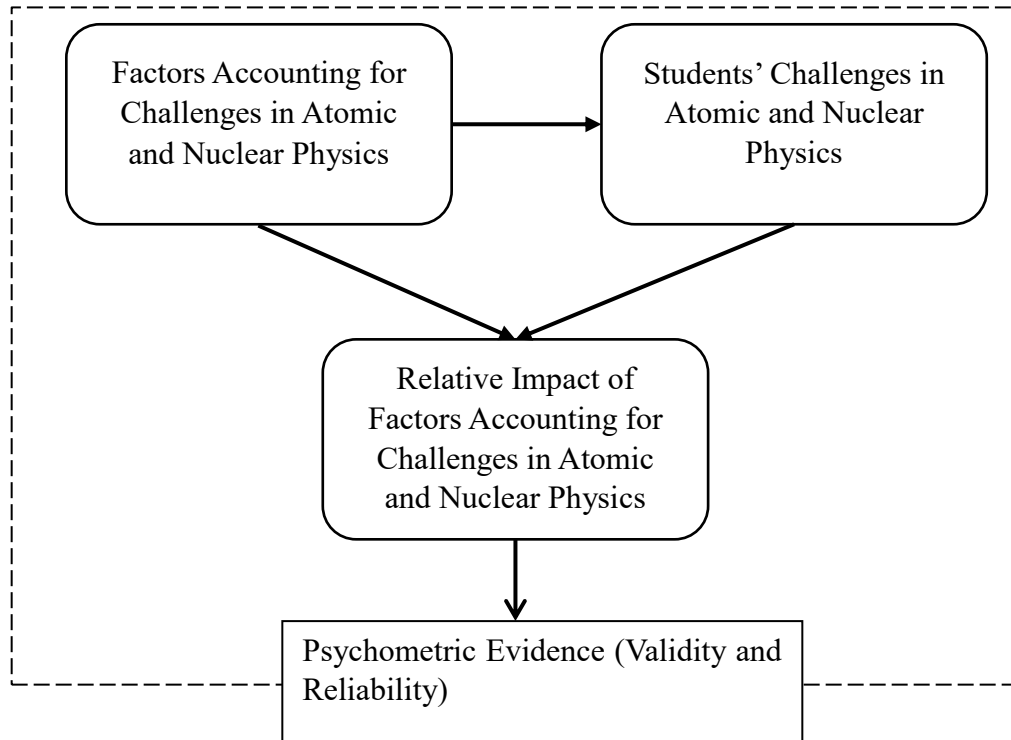 Factors Accounting for
Challenges in Atomic
and Nuclear Physics
Students’ Challenges in
Atomic and Nuclear
Physics
Relative Impact of
Factors Accounting for
Challenges in Atomic
and Nuclear Physics
Psychometric Evidence (Validity and
Reliability)